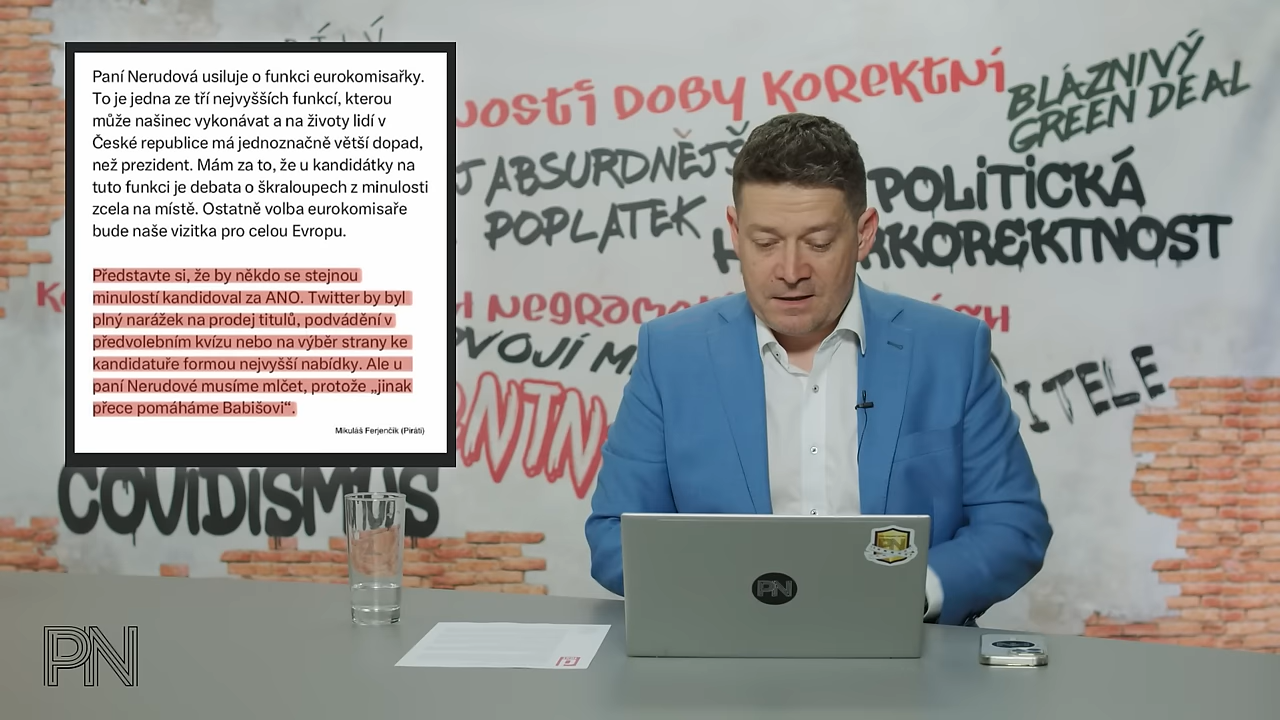 Paní Nerudová usiluje o funkci eurokomisařky.
To je jedna ze tří nejvyšších funkcí, kterou
může našinec vykonávat a na životy lidí v
České republice má jednoznačně větší dopad,
než prezident. Mám za to, že u kandidátky na
tuto funkci je debata o škraloupech z minulosti
zcela na místě. Ostatně volba eurokomisaře
bude naše vizitka pro celou Evropu.
Představte si, že by někdo se stejnou
minulostí kandidoval za ANO. Twitter by byl
plný narážek na prodej titulů, podvádění v
předvolebním kvízu nebo na výběr strany ke
kandidatuře formou nejvyšší nabídky. Ale u
paní Nerudové musíme mlčet, protože „jinak
přece pomáháme Babišovi“.
Mikuláš Ferjenčík (Piráti)
DOBY KOREKTNÍ
BLÁZNIVÝ
GREEN DEAL
POPLATEK
POLITICKÁ
COVIDISMUS
PN
PN